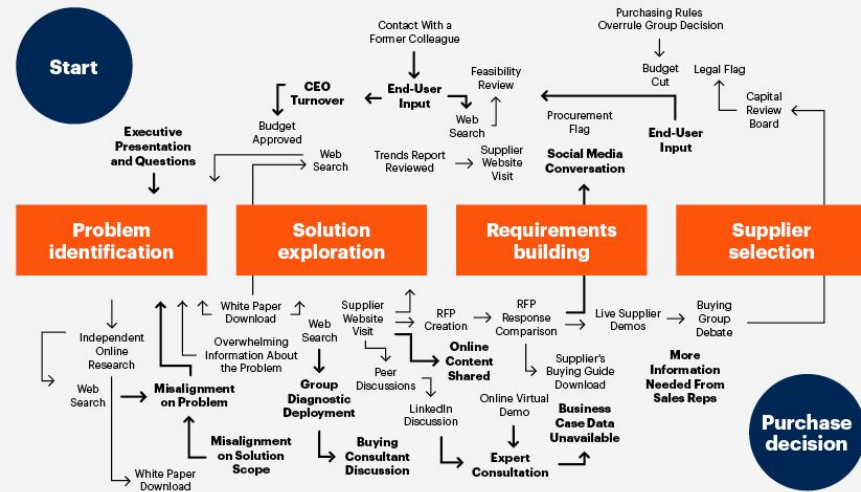 Start
Contact With a
Former Colleague
Purchasing Rules
Overrule Group Decision
CEO
Turnover
End-User
Input
Feasibility
Review
Budget
Cut
Legal Flag
Budget
Approved
Web
Search
Procurement
Flag
End-User
Input
Capital
Review
Board
Executive
Presentation
and Questions
Web
Search
Trends Report
Reviewed
Supplier
Website
Visit
Social Media
Conversation
Problem
identification
Solution
exploration
Requirements
building
Supplier
selection
White Paper
Download
Independent
Online
Research
Overwhelming
Information About
the Problem
Web
Search
Supplier
Website
Visit
RFP
Creation
RFP
Response
Comparison
Live Supplier
Demos
Buying
Group
Debate
Web
Search
Misalignment
on Problem
Group
Diagnostic
Deployment
Peer
Discussions
Online
Content
Shared
Supplier's
Buying Guide
Download
More
Information
Needed From
Sales Reps
LinkedIn
Discussion
Online Virtual
Demo
Business
Case Data
Unavailable
Misalignment
on Solution
Scope
Buying
Consultant
Discussion
Expert
Consultation
White Paper
Download
Purchase
decision